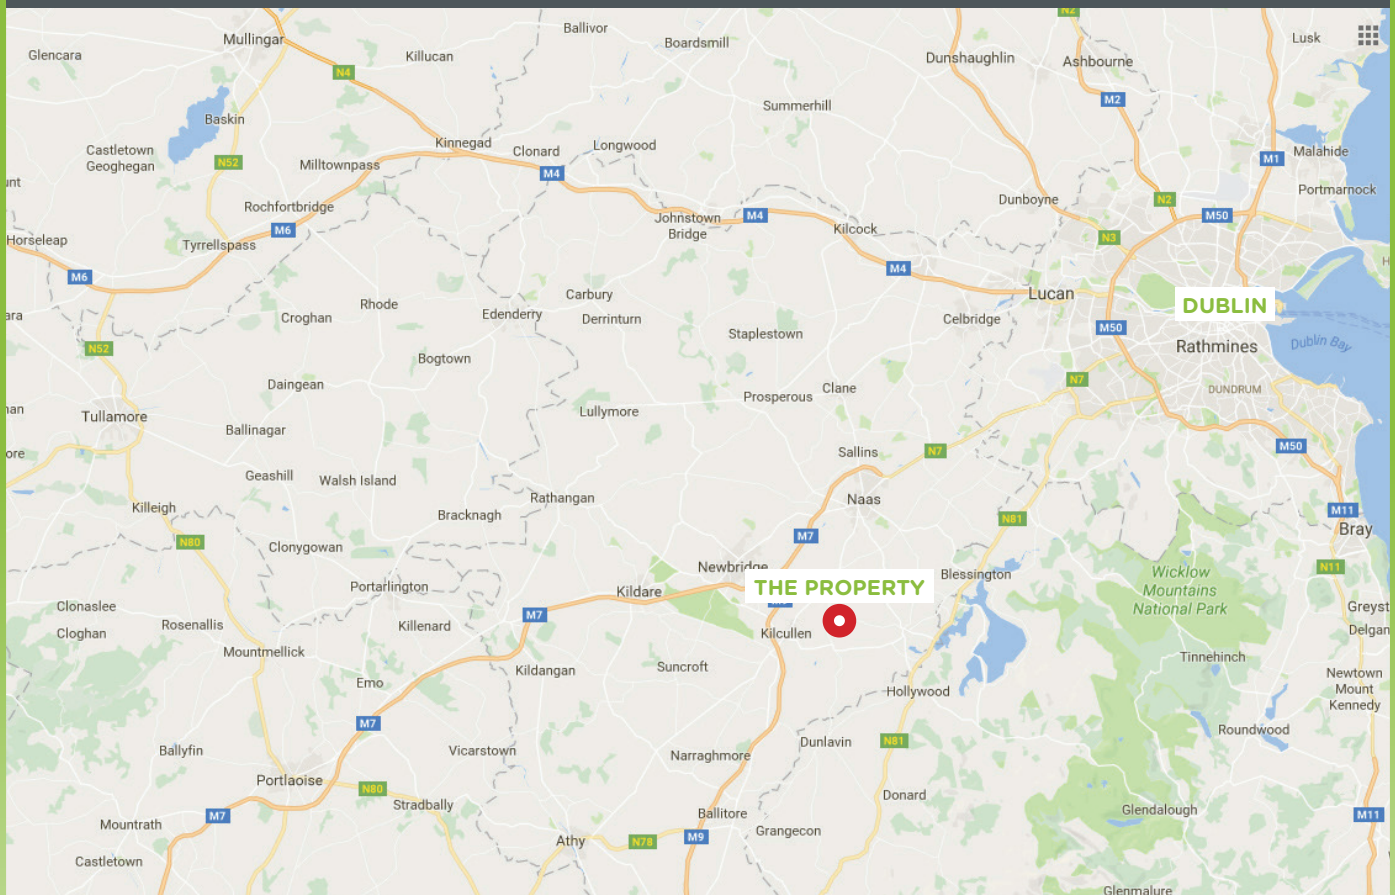 N2
Ballivor
Lusk
Mullingar
Boardsmill
Glencara
Killucan
Dunshaughlin
Ashbourne
N4
M2
Summerhill
Baskin
Kinnegad
Longwood
Castletown
Geoghegan
Clonard
Malahide
M1
N52
Milltownpass
M4
Portmarnock
Dunboyne
N2
Rochfortbridge
Johnstown
Bridge
M4
M50
M6
Kilcock
Horseleap
Tyrrellspass
N3
M4
M6
Lucan
Carbury
DUBLIN
Rhode
Edenderry
Croghan
Derrinturn
Celbridge
M50
Staplestown
N52
Rathmines
Dublin Bay
Bogtown
N7
Daingean
Clane
DUNDRUM
Prosperous
Tullamore
Lullymore
Ballinagar
M50
Sallins
N7
Geashill
Walsh Island
Rathangan
Naas
Killeigh
M11
Bracknagh
N81
Bray
M7
N80
Clonygowan
Newbridge
N11
Blessington
Wicklow
Mountains
National Park
Portarlington
Kildare
THE PROPERTY
Clonaslee
M7
Greyst
Rosenallis
Killenard
Cloghan
Kilcullen
Delgan
Mountmellick
Tinnehinch
Kildangan
Suncroft
Newtown
Mount
Kennedy
Emo
Hollywood
M7
Roundwood
Ballyfin
Vicarstown
Dunlavin
N81
Narraghmore
Portlaoise
N80
Donard
Stradbally
Glendalough
M7
Ballitore
M11
Mountrath
Grangecon
Athy
N78
M9
Castletown
Glenmalure